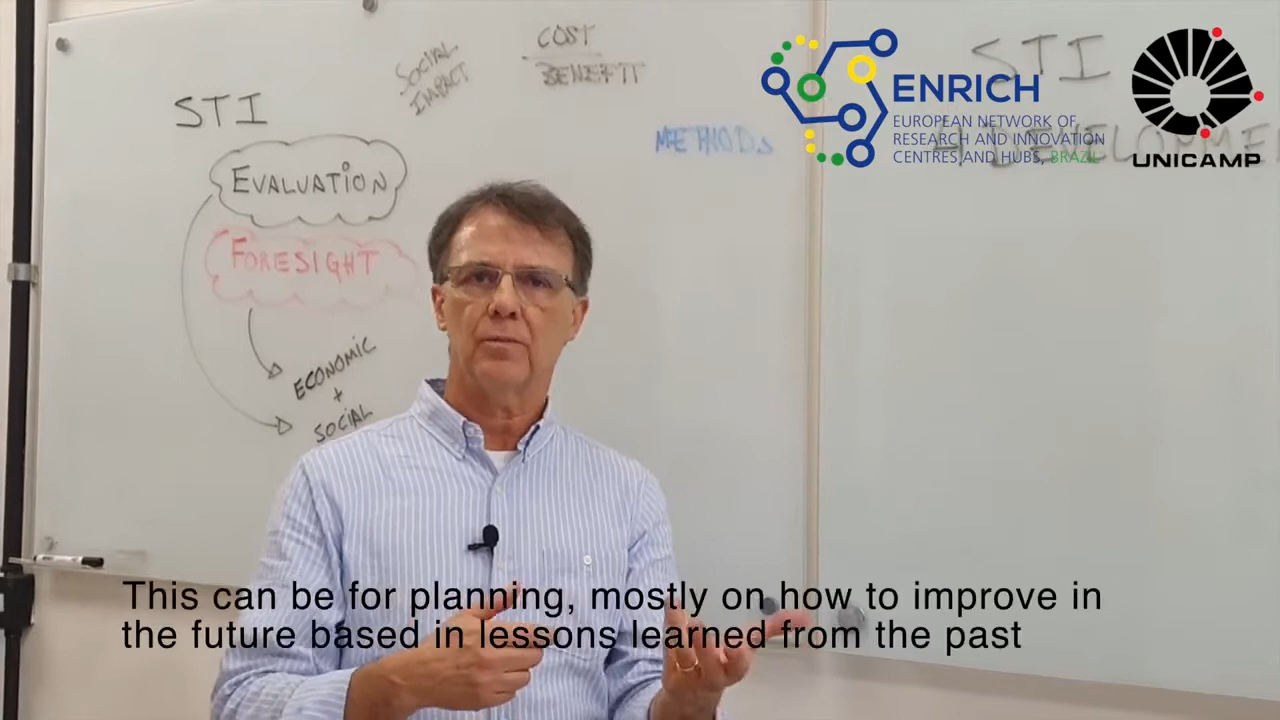 STI
SOCIAL
IMPACT
COST
BENEFIT
METHODS
EVALUATION
FORESIGHT
ECONOMIC
+
SOCIAL
STI
ENRICH
EUROPEAN NETWORK OF
RESEARCH AND INNOVATION
CENTRES AND HUBS, BRAZIL
UNICAMP
This can be for planning, mostly on how to improve in
the future based in lessons learned from the past